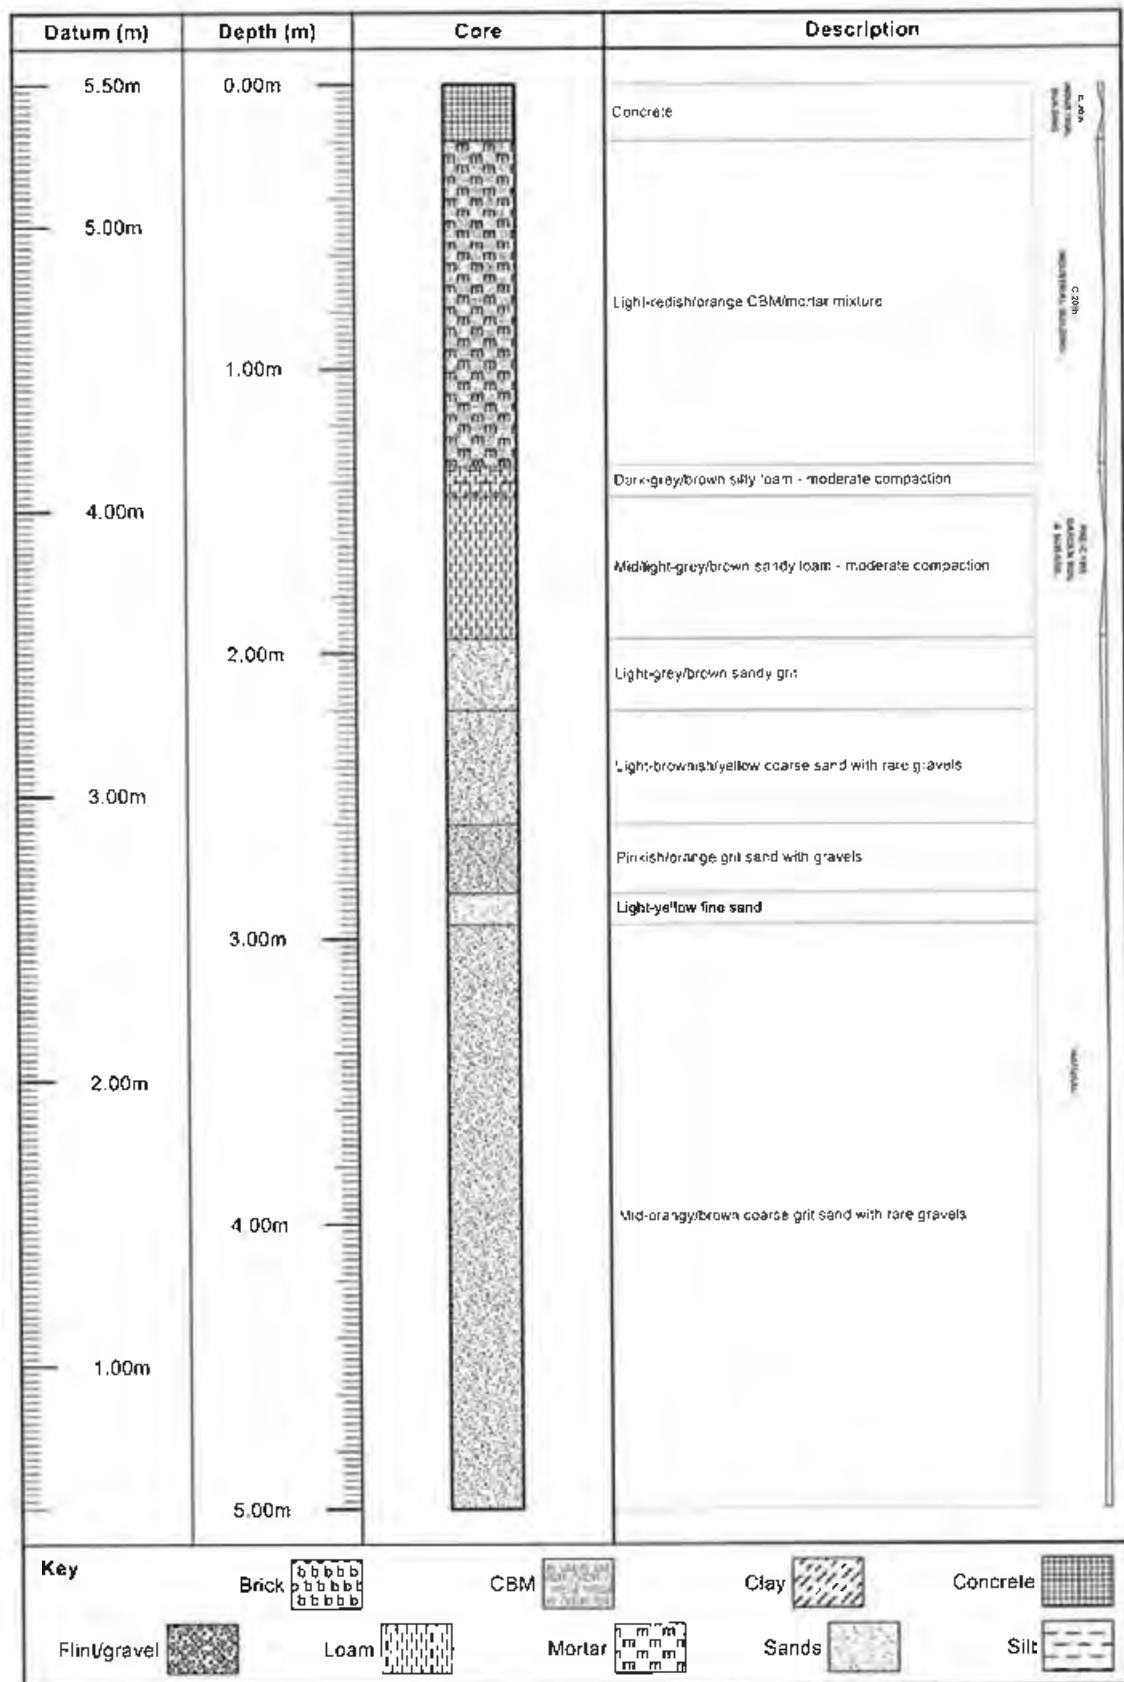 Datum (m) Depth (m) Core Description
5.50m 0.00m
Concrete
5.00m
Light-redish/orange CBM/mortar mixture
C.20th
INDUSTRIAL BUILDING
1.00m
Dark-grey/brown silty loam - moderate compaction
4.00m
Mid/light-grey/brown sandy loam - moderate compaction
2.00m
Light-grey/brown sandy grit
Light-brownish/yellow coarse sand with rare gravels
3.00m
Pinkish/orange grit sand with gravels
Light-yellow fine sand
3.00m
2.00m
NATURAL
Mid-orangy/brown coarse grit sand with rare gravels
4.00m
1.00m
5.00m
Key
Brick CBM Clay Concrete
Flint/gravel Loam Mortar Sands Silt